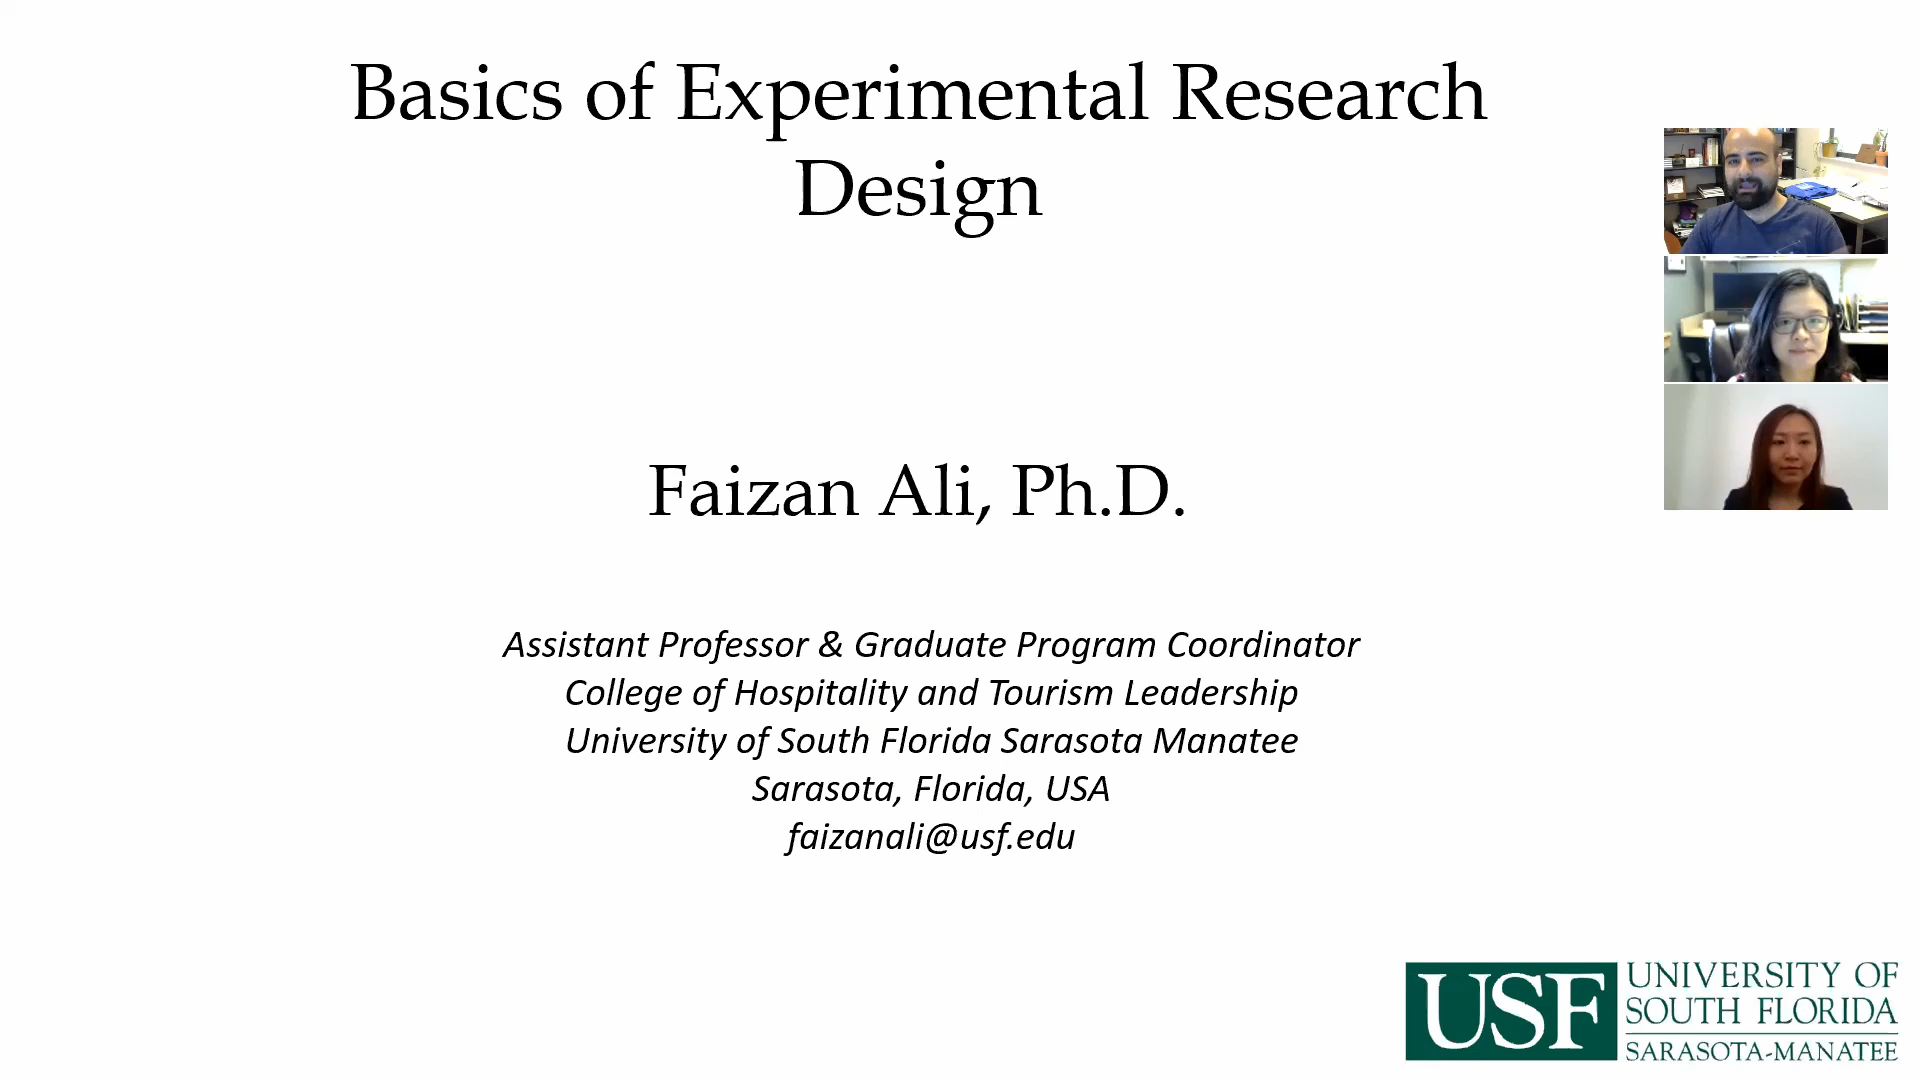 Basics of Experimental Research
Design
Faizan Ali, Ph.D.
Assistant Professor & Graduate Program Coordinator
College of Hospitality and Tourism Leadership
University of South Florida Sarasota Manatee
Sarasota, Florida, USA
faizanali@usf.edu
USF
UNIVERSITY OF
SOUTH FLORIDA
SARASOTA-MANATEE